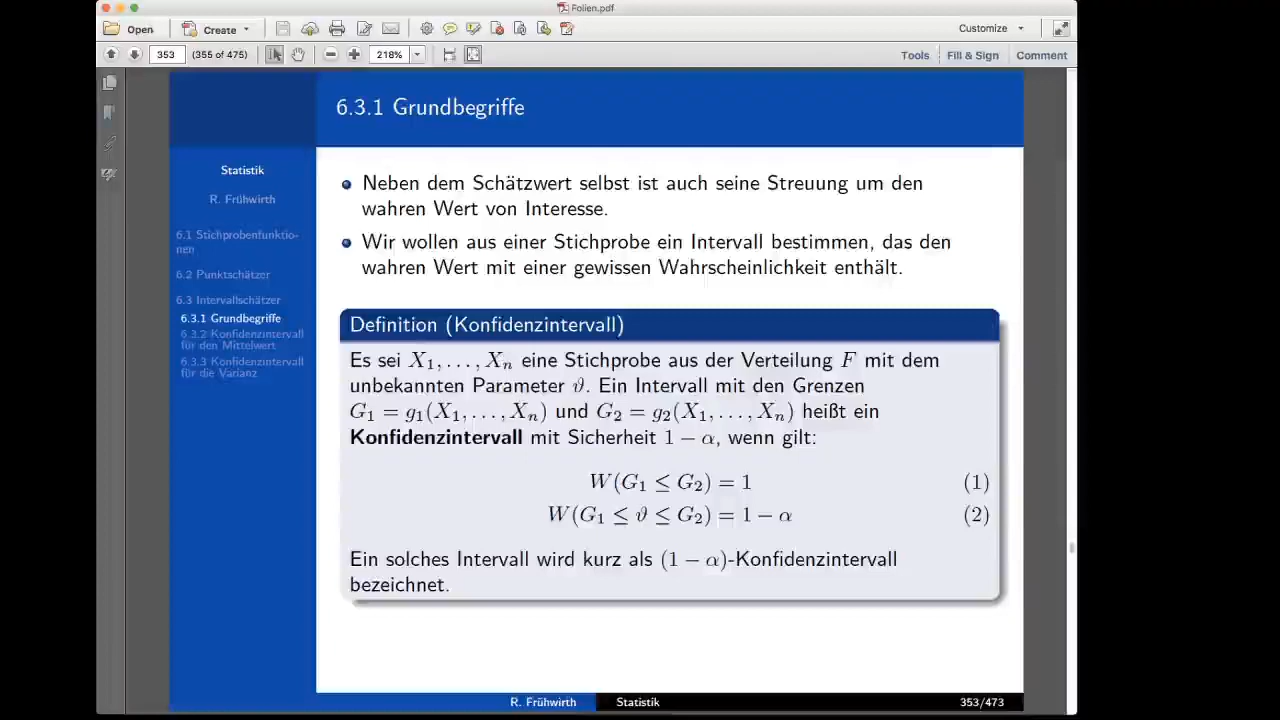 Folien.pdf
Open
Create
Customize
353
(355 of 475)
218%
Tools
Fill & Sign
Comment
6.3.1 Grundbegriffe
Statistik
R. Frühwirth
6.1 Stichprobenfunktio-
nen
6.2 Punktschätzer
6.3 Intervallschätzer
6.3.1 Grundbegriffe
6.3.2 Konfidenzintervall
für den Mittelwert
6.3.3 Konfidenzintervall
für die Varianz
Neben dem Schätzwert selbst ist auch seine Streuung um den
wahren Wert von Interesse.
Wir wollen aus einer Stichprobe ein Intervall bestimmen, das den
wahren Wert mit einer gewissen Wahrscheinlichkeit enthält.
Definition (Konfidenzintervall)
Es sei X₁, . . . , Xₙ eine Stichprobe aus der Verteilung F mit dem
unbekannten Parameter ϑ. Ein Intervall mit den Grenzen
G₁ = g₁(X₁, . . . , Xₙ) und G₂ = g₂(X₁, . . . , Xₙ) heißt ein
Konfidenzintervall mit Sicherheit 1 − α, wenn gilt:
W(G₁ ≤ G₂) = 1 (1)
W(G₁ ≤ ϑ ≤ G₂) = 1 − α (2)
Ein solches Intervall wird kurz als (1 − α)-Konfidenzintervall
bezeichnet.
R. Frühwirth
Statistik
353/473